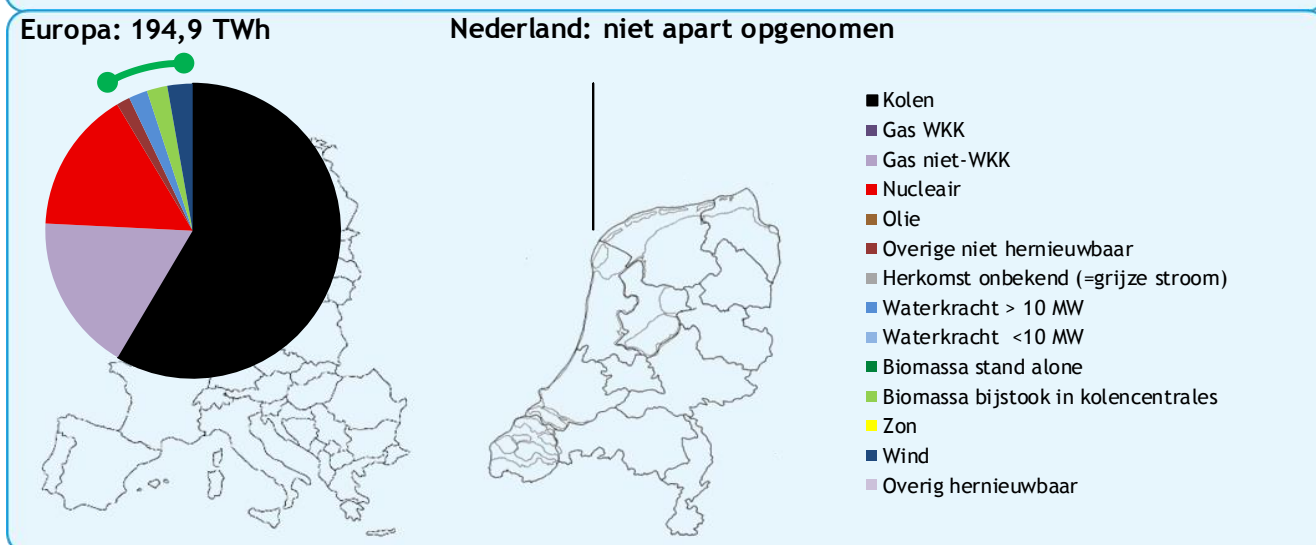 Europa: 194,9 TWh
Nederland: niet apart opgenomen
Kolen
Gas WKK
Gas niet-WKK
Nucleair
Olie
Overige niet hernieuwbaar
Herkomst onbekend (=grijze stroom)
Waterkracht > 10 MW
Waterkracht <10 MW
Biomassa stand alone
Biomassa bijstook in kolencentrales
Zon
Wind
Overig hernieuwbaar